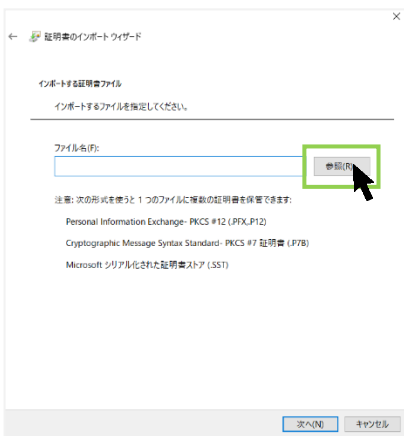 証明書のインポート ウィザード
インポートする証明書ファイル
インポートするファイルを指定してください。
ファイル名(F):
参照(R)
注意: 次の形式を使うと 1 つのファイルに複数の証明書を保管できます:
Personal Information Exchange- PKCS #12 (.PFX,.P12)
Cryptographic Message Syntax Standard- PKCS #7 証明書 (.P7B)
Microsoft シリアル化された証明書ストア (.SST)
次へ(N)
キャンセル